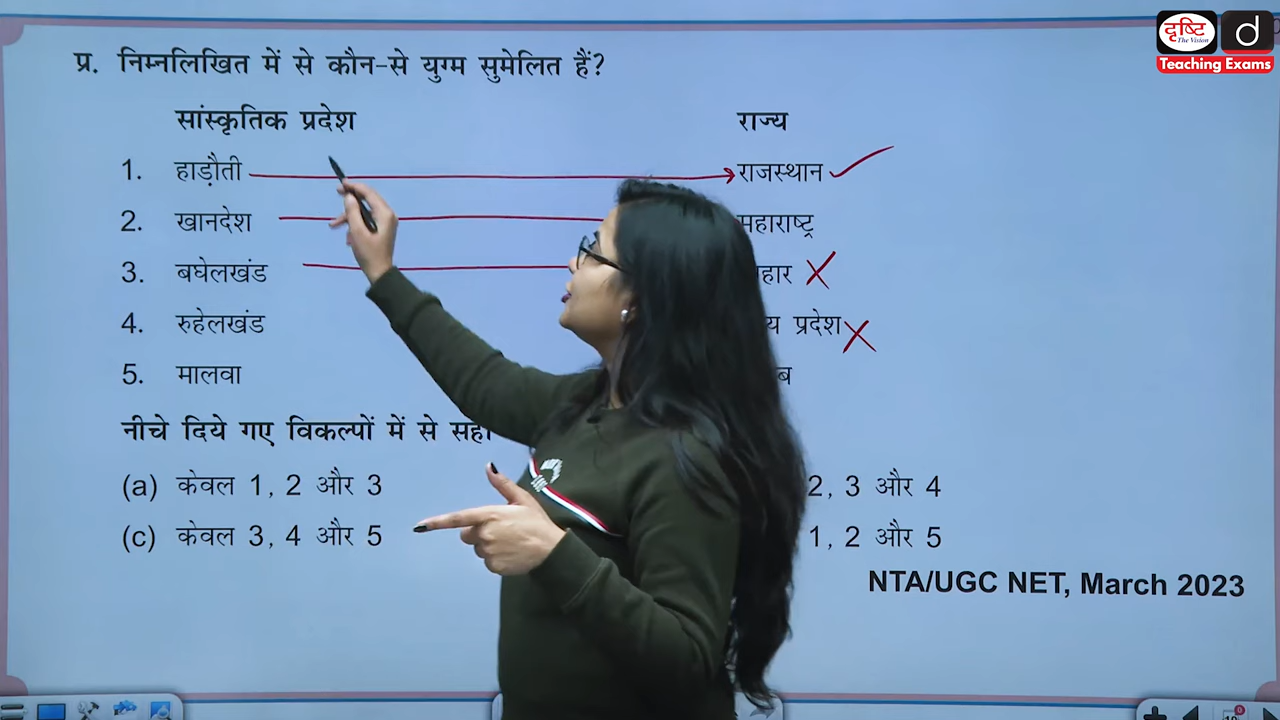 दृष्टि
The Vision
d
Teaching Exams
प्र. निम्नलिखित में से कौन-से युग्म सुमेलित हैं?
सांस्कृतिक प्रदेश राज्य
1. हाड़ौती राजस्थान
2. खानदेश महाराष्ट्र
3. बघेलखंड
4. रुहेलखंड प्रदेश
5. मालवा
नीचे दिये गए विकल्पों में से सही
(a) केवल 1, 2 और 3 2, 3 और 4
(c) केवल 3, 4 और 5 1, 2 और 5
NTA/UGC NET, March 2023